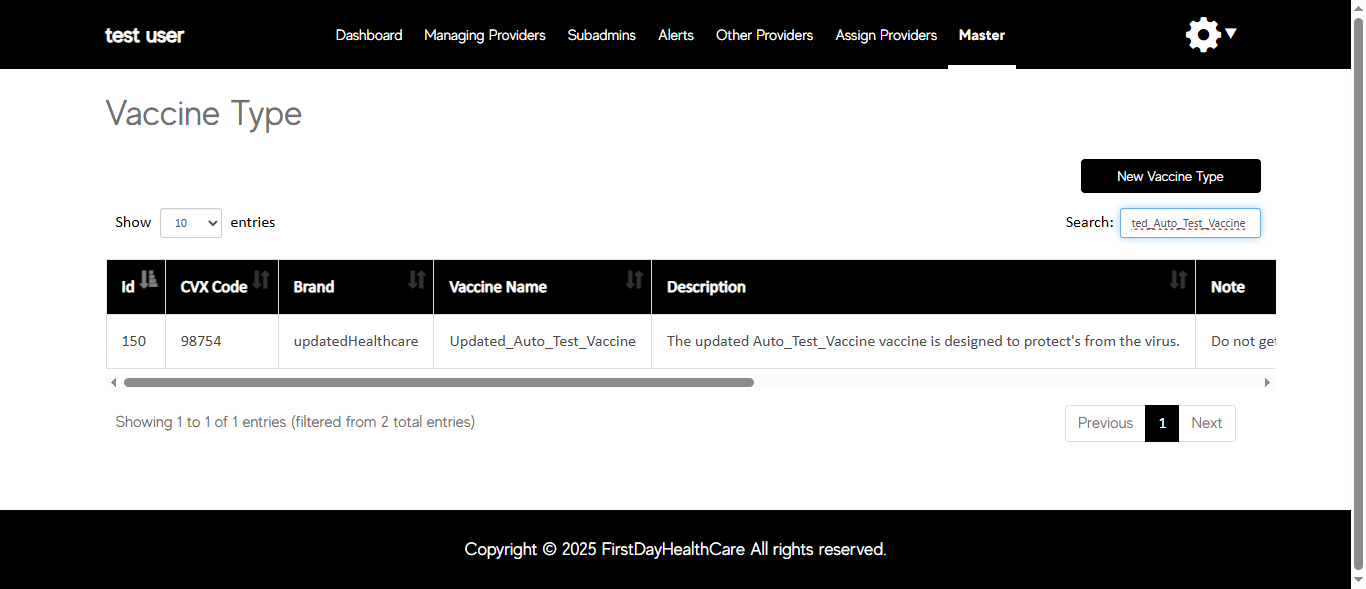 test user Dashboard Managing Providers Subadmins Alerts Other Providers Assign Providers Master
Vaccine Type
New Vaccine Type
Show 10 entries Search: ted_Auto_Test_Vaccine
Id CVX Code Brand Vaccine Name Description Note
150 98754 updatedHealthcare Updated_Auto_Test_Vaccine The updated Auto_Test_Vaccine vaccine is designed to protect's from the virus. Do not get
Showing 1 to 1 of 1 entries (filtered from 2 total entries) Previous 1 Next
Copyright © 2025 FirstDayHealthCare All rights reserved.